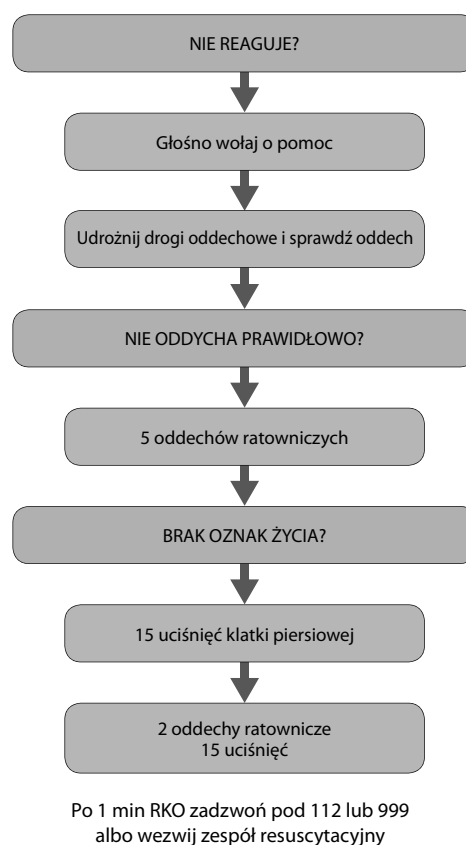 NIE REAGUJE?
Głośno wołaj o pomoc
Udrożnij drogi oddechowe i sprawdź oddech
NIE ODDYCHA PRAWIDŁOWO?
5 oddechów ratowniczych
BRAK OZNAK ŻYCIA?
15 uciśnięć klatki piersiowej
2 oddechy ratownicze
15 uciśnięć
Po 1 min RKO zadzwoń pod 112 lub 999
albo wezwij zespół resuscytacyjny